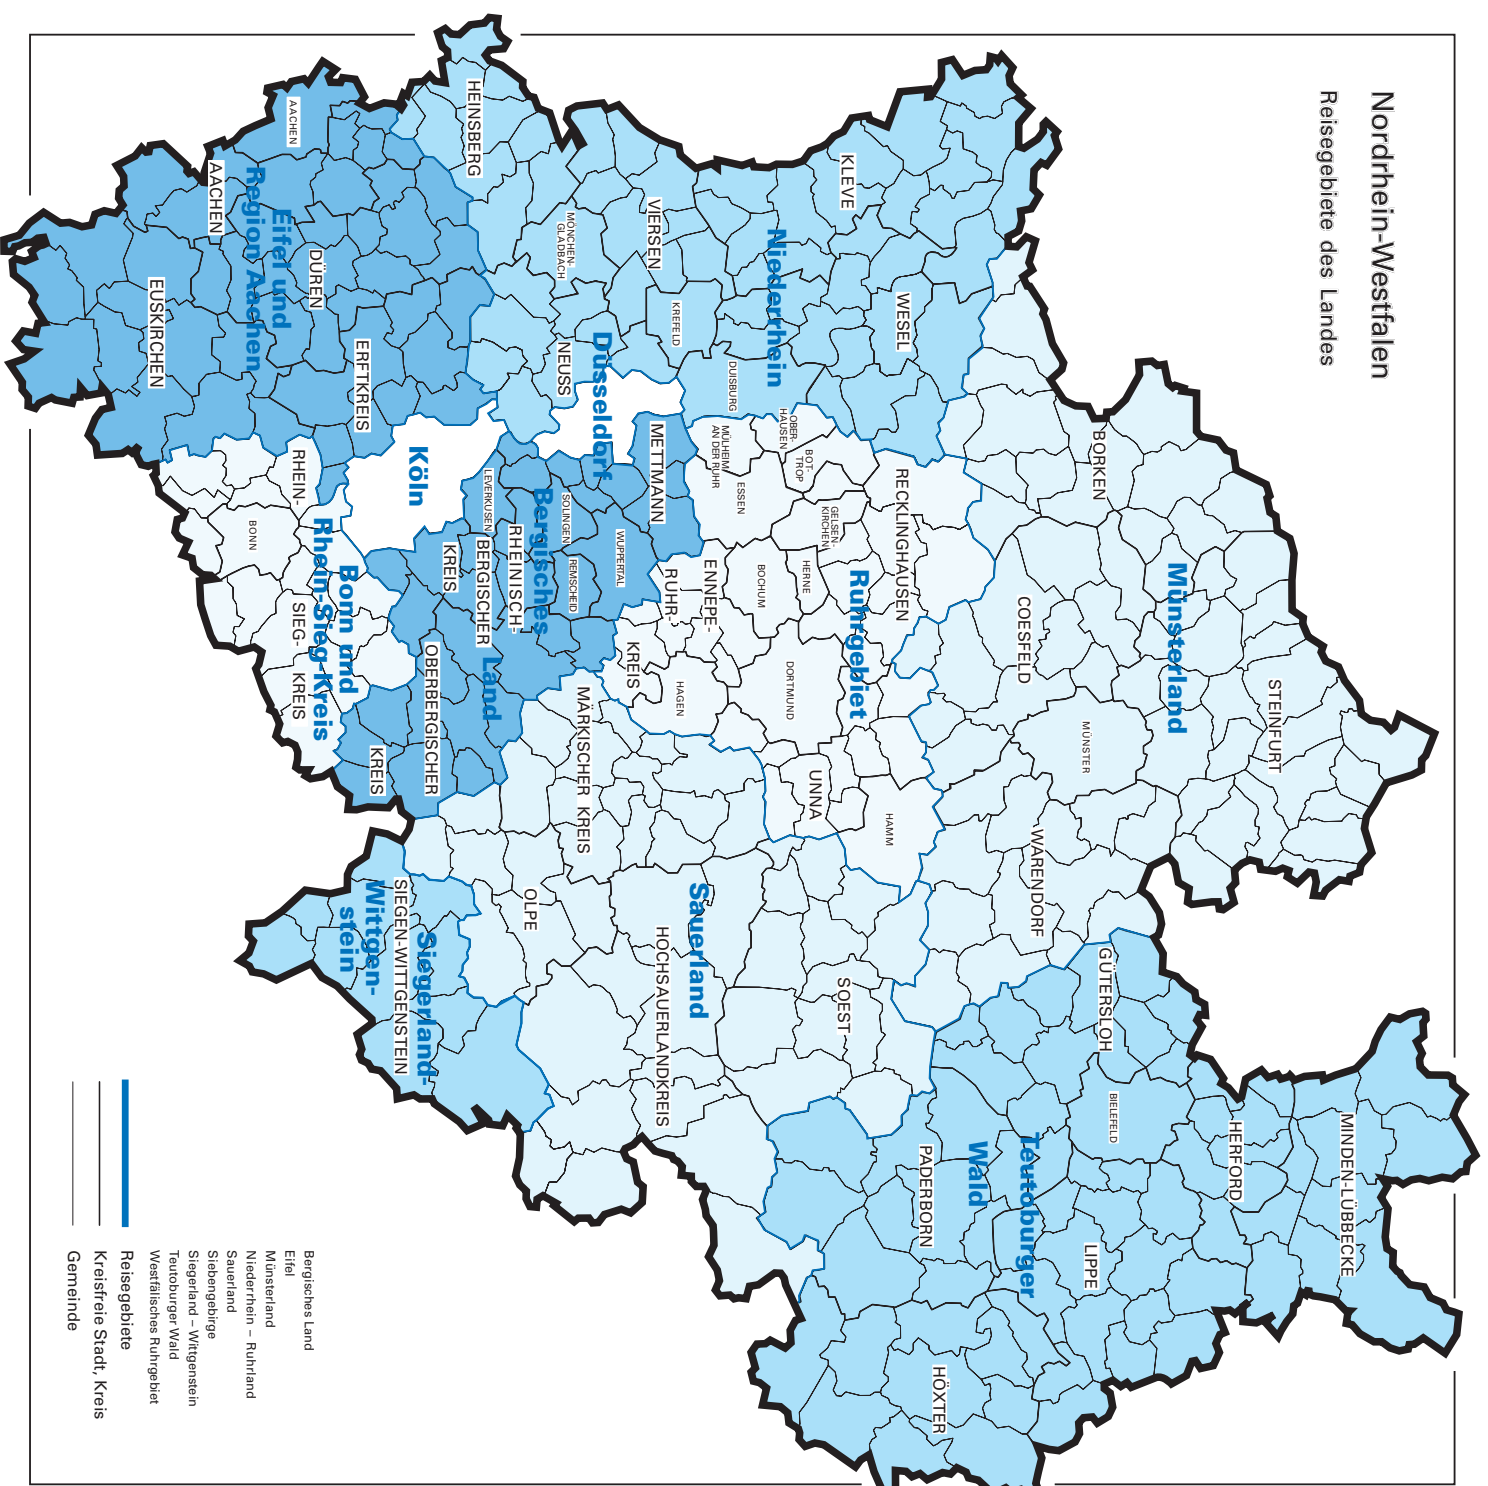 Nordrhein-Westfalen
Reisegebiete des Landes
STEINFURT
Münsterland
BORKEN
MÜNSTER
COESFELD
WARENDORF
MINDEN-LÜBBECKE
HERFORD
BIELEFELD
GÜTERSLOH
LIPPE
Teutoburger
Wald
PADERBORN
HÖXTER
KLEVE
WESEL
Niederrhein
RECKLINGHAUSEN
Ruhrgebiet
HAMM
UNNA
SOEST
OBER-
HAUSEN
BOT-
TROP
GELSEN-
KIRCHEN
HERNE
DUISBURG
MÜLHEIM
AN DER RUHR
ESSEN
BOCHUM
DORTMUND
VIERSEN
KREFELD
METTMANN
ENNEPE-
RUHR-
KREIS
HAGEN
Sauerland
HOCHSAUERLANDKREIS
MÖNCHEN-
GLADBACH
NEUSS
Düsseldorf
WUPPERTAL
SOLINGEN
REMSCHEID
MÄRKISCHER KREIS
OLPE
HEINSBERG
LEVERKUSEN
Bergisches
Land
RHEINISCH-
BERGISCHER
KREIS
OBERBERGISCHER
KREIS
Köln
Siegerland-
Wittgen-
stein
SIEGEN-WITTGENSTEIN
AACHEN
AACHEN
Eifel und
Region Aachen
DÜREN
ERFTKREIS
EUSKIRCHEN
Bonn und
Rhein-Sieg-Kreis
RHEIN-
SIEG-
KREIS
BONN
Bergisches Land
Eifel
Münsterland
Niederrhein – Ruhrland
Sauerland
Siebengebirge
Siegerland – Wittgenstein
Teutoburger Wald
Westfälisches Ruhrgebiet
Reisegebiete
Kreisfreie Stadt, Kreis
Gemeinde